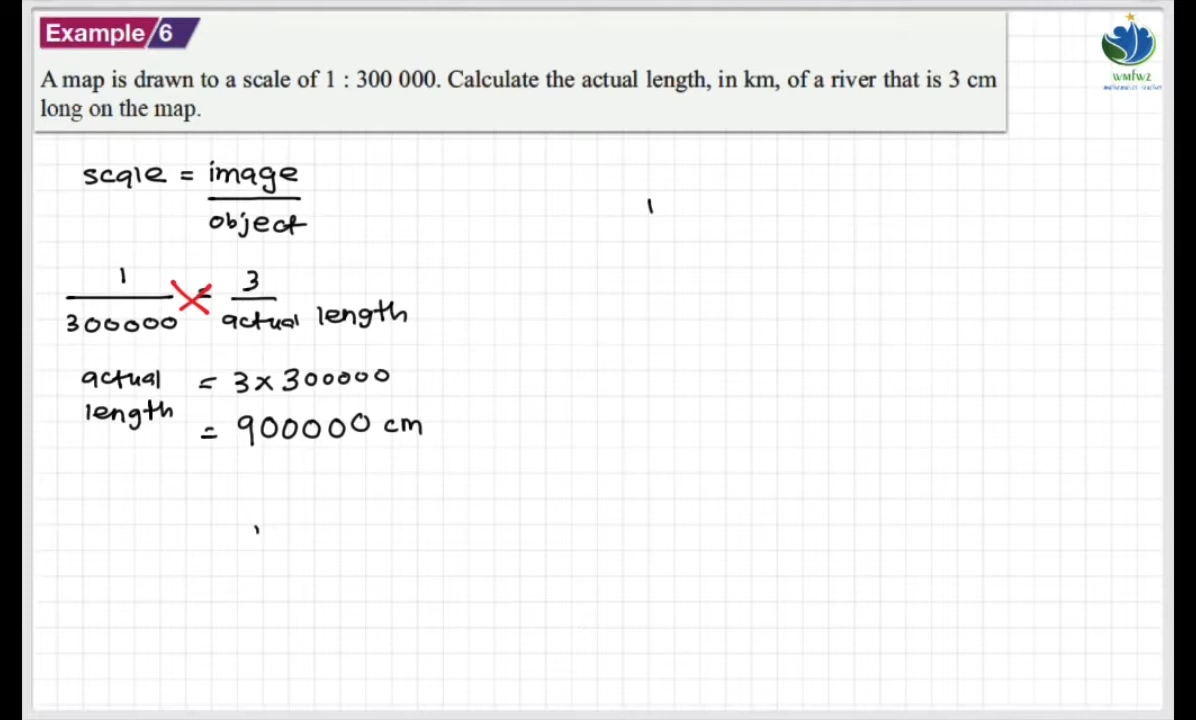 Example 6
A map is drawn to a scale of 1 : 300 000. Calculate the actual length, in km, of a river that is 3 cm
long on the map.
WMFWZ
scale = image
object
1
1 = 3
300000 actual length
actual = 3 x 300000
length
= 900000 cm